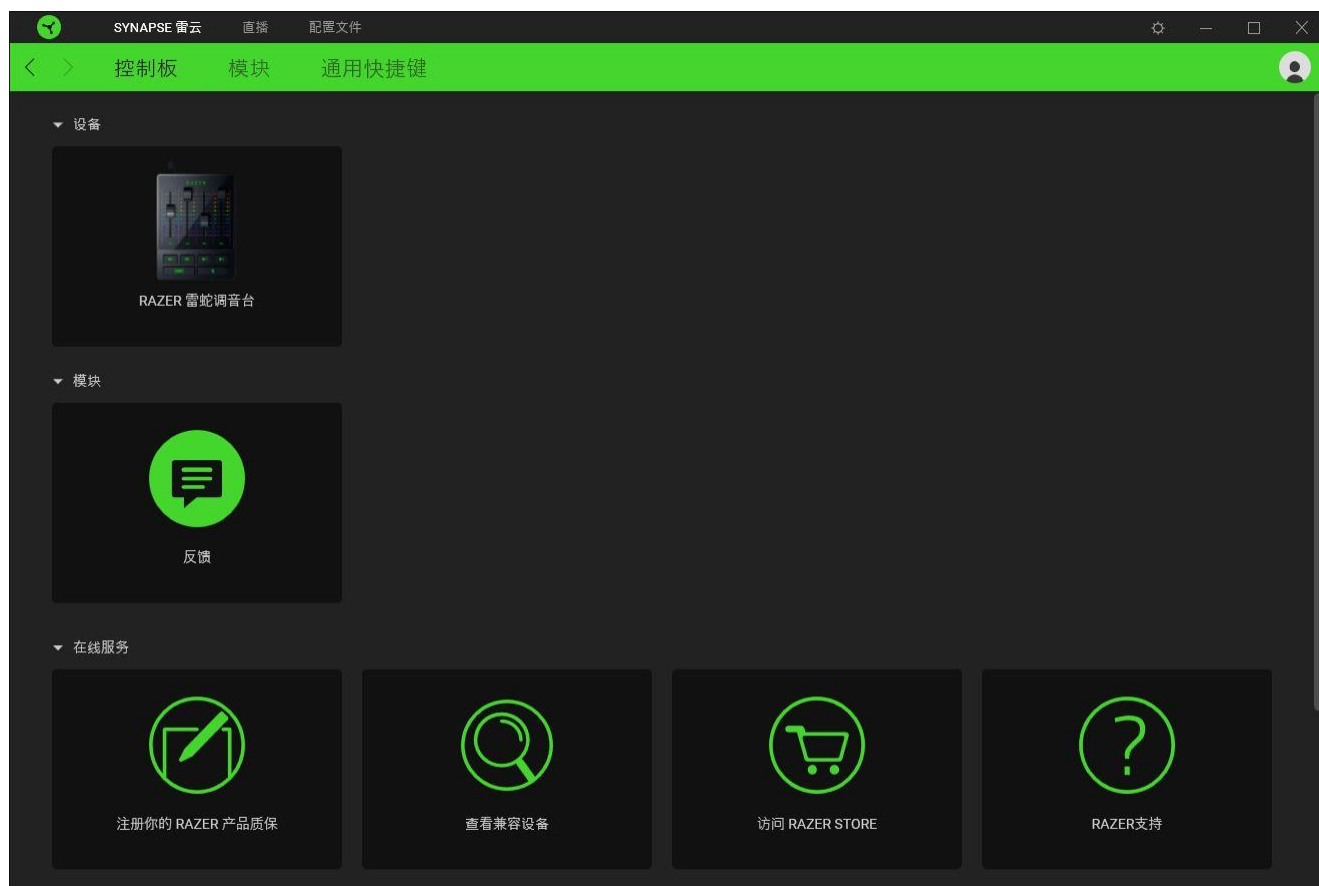 SYNAPSE 雷云 直播 配置文件
控制板 模块 通用快捷键
设备
RAZER
RAZER 雷蛇调音台
模块
反馈
在线服务
注册你的 RAZER 产品质保 查看兼容设备 访问 RAZER STORE RAZER支持